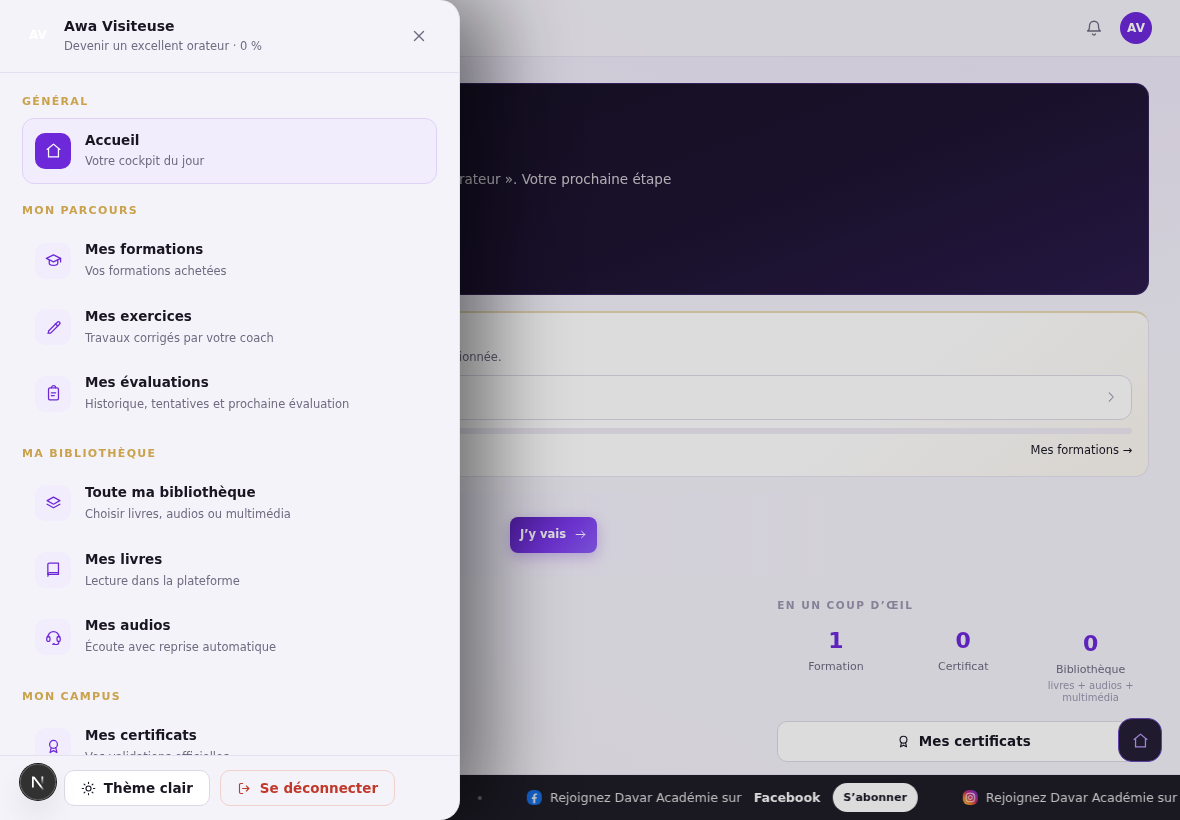 AV
Awa Visiteuse
Devenir un excellent orateur · 0 %
GÉNÉRAL
Accueil
Votre cockpit du jour
MON PARCOURS
Mes formations
Vos formations achetées
Mes exercices
Travaux corrigés par votre coach
Mes évaluations
Historique, tentatives et prochaine évaluation
MA BIBLIOTHÈQUE
Toute ma bibliothèque
Choisir livres, audios ou multimédia
Mes livres
Lecture dans la plateforme
Mes audios
Écoute avec reprise automatique
MON CAMPUS
Mes certificats
Vos validations officielles
N
Thème clair
Se déconnecter
AV
rateur ». Votre prochaine étape
ionnée.
Mes formations →
J’y vais →
EN UN COUP D’ŒIL
1
Formation
0
Certificat
0
Bibliothèque
livres + audios +
multimédia
Mes certificats
• Rejoignez Davar Académie sur Facebook S’abonner
Rejoignez Davar Académie sur